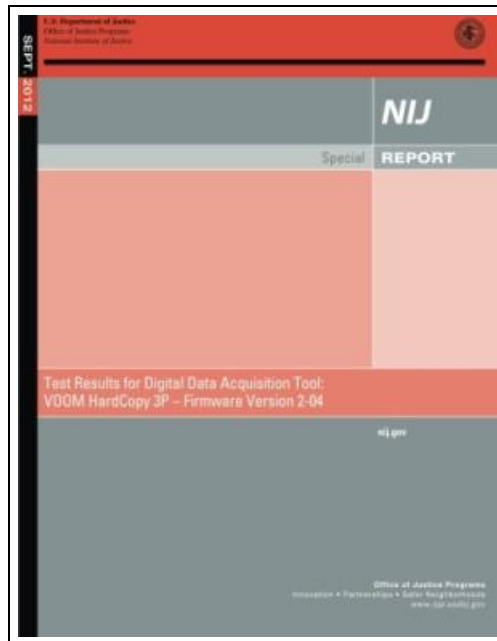 U.S. Department of Justice
Office of Justice Programs
National Institute of Justice
SEPT. 2012
NIJ
Special REPORT
Test Results for Digital Data Acquisition Tool:
VOOM HardCopy 3P – Firmware Version 2-04
nij.gov
Office of Justice Programs
Innovation • Partnerships • Safer Neighborhoods
www.ojp.usdoj.gov